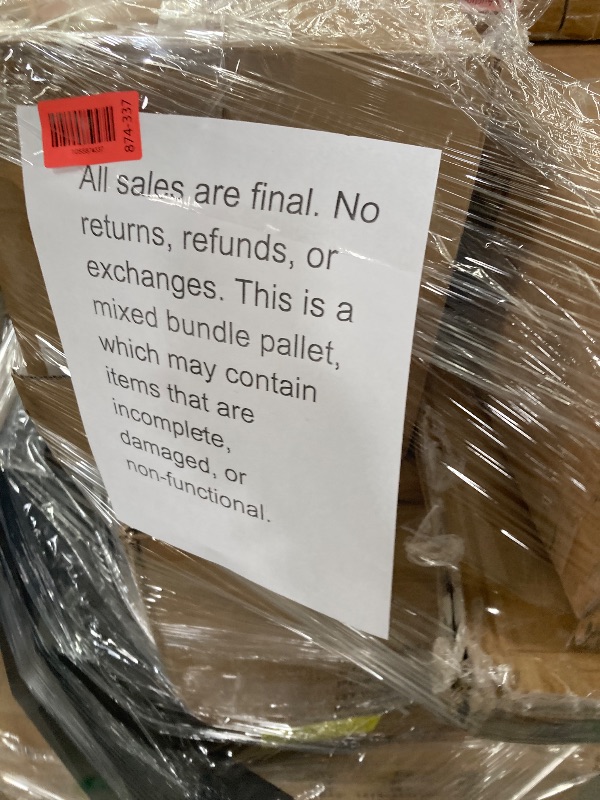 874-337
All sales are final. No
returns, refunds, or
exchanges. This is a
mixed bundle pallet,
which may contain
items that are
incomplete,
damaged, or
non-functional.